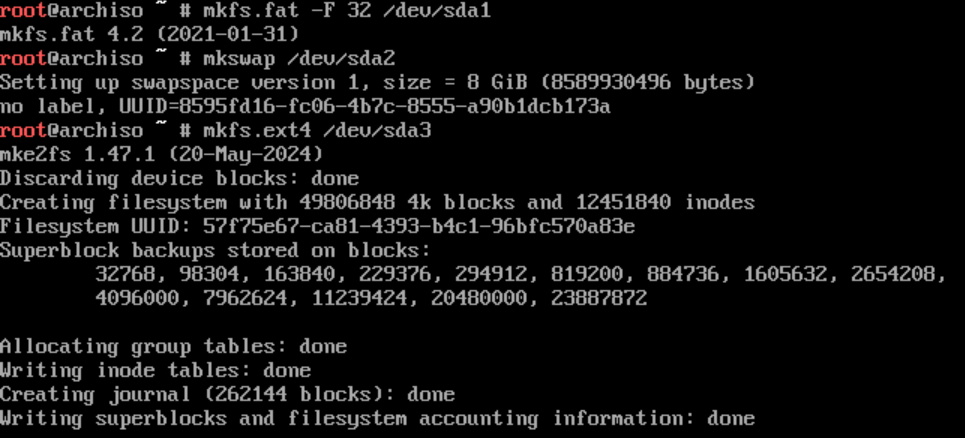 root@archiso ~ # mkfs.fat -F 32 /dev/sda1
mkfs.fat 4.2 (2021-01-31)
root@archiso ~ # mkswap /dev/sda2
Setting up swapspace version 1, size = 8 GiB (8589930496 bytes)
no label, UUID=8595fd16-fc06-4b7c-8555-a90b1dcb173a
root@archiso ~ # mkfs.ext4 /dev/sda3
mke2fs 1.47.1 (20-May-2024)
Discarding device blocks: done
Creating filesystem with 49806848 4k blocks and 12451840 inodes
Filesystem UUID: 57f75e67-ca81-4393-b4c1-96bfc570a83e
Superblock backups stored on blocks:
        32768, 98304, 163840, 229376, 294912, 819200, 884736, 1605632, 2654208,
        4096000, 7962624, 11239424, 20480000, 23887872

Allocating group tables: done
Writing inode tables: done
Creating journal (262144 blocks): done
Writing superblocks and filesystem accounting information: done